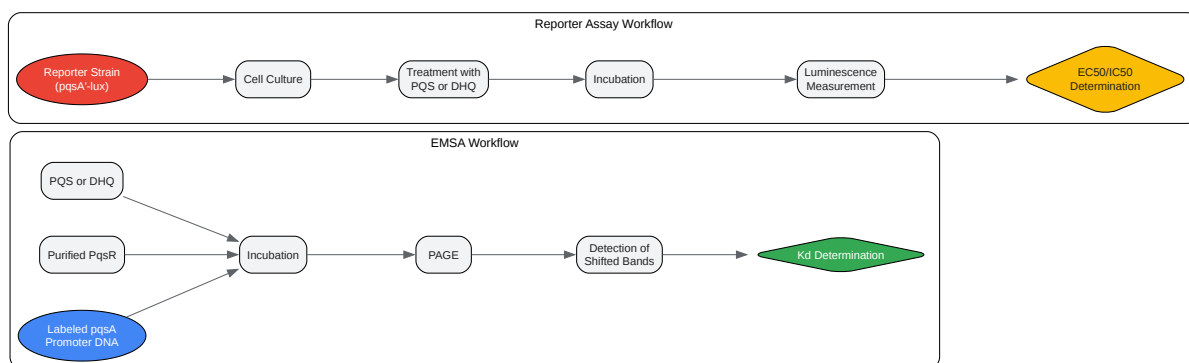 Reporter Assay Workflow
Reporter Strain
(pqsA'-lux)
Cell Culture
Treatment with
PQS or DHQ
Incubation
Luminescence
Measurement
EC50/IC50
Determination
EMSA Workflow
PQS or DHQ
Purified PqsR
Labeled pqsA
Promoter DNA
Incubation
PAGE
Detection of
Shifted Bands
Kd Determination